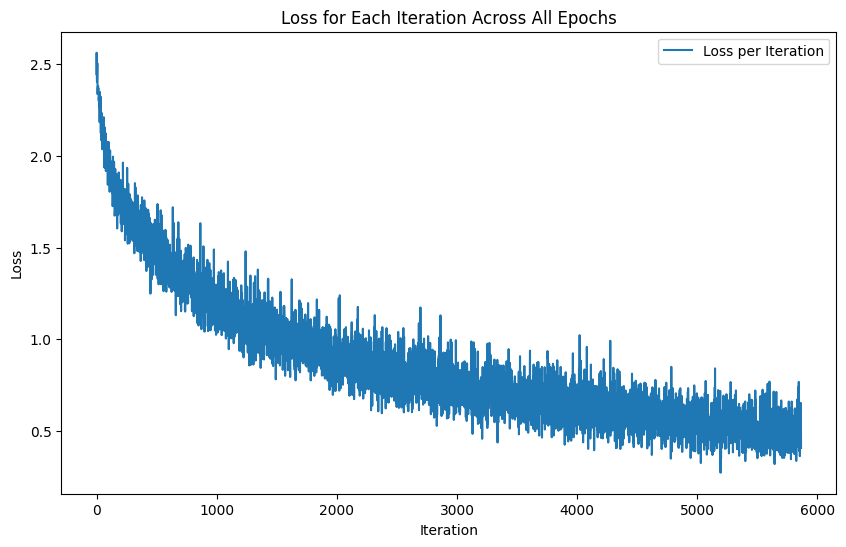 Loss for Each Iteration Across All Epochs
Loss per Iteration
2.5
2.0
1.5
1.0
0.5
Loss
0 1000 2000 3000 4000 5000 6000
Iteration